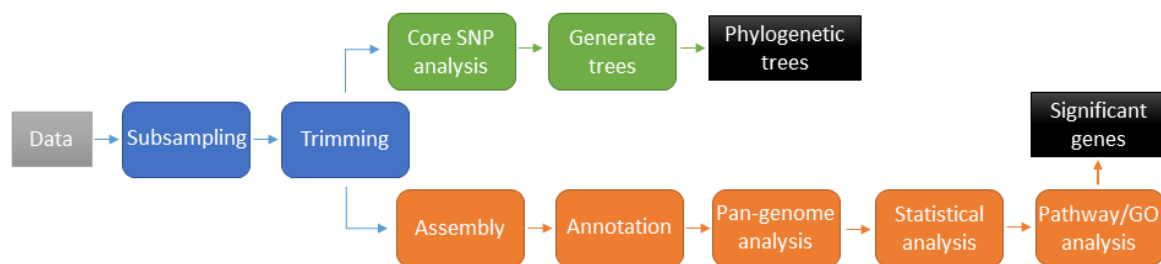 Data
Subsampling
Trimming
Core SNP
analysis
Generate
trees
Phylogenetic
trees
Assembly
Annotation
Pan-genome
analysis
Statistical
analysis
Pathway/GO
analysis
Significant
genes